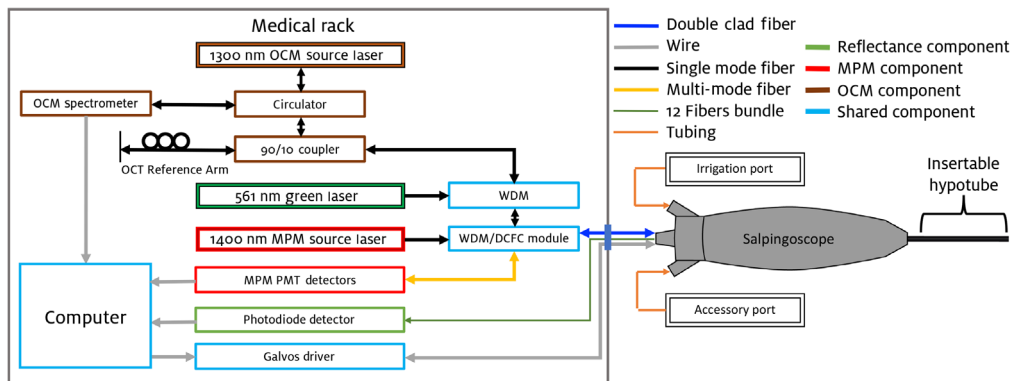 Medical rack
1300 nm OCM source laser
OCM spectrometer
Circulator
90/10 coupler
OCT Reference Arm
561 nm green laser
WDM
1400 nm MPM source laser
WDM/DCFC module
MPM PMT detectors
Computer
Photodiode detector
Galvos driver
Double clad fiber
Wire
Single mode fiber
Multi-mode fiber
12 Fibers bundle
Tubing
Reflectance component
MPM component
OCM component
Shared component
Irrigation port
Insertable
hypotube
Salpingoscope
Accessory port